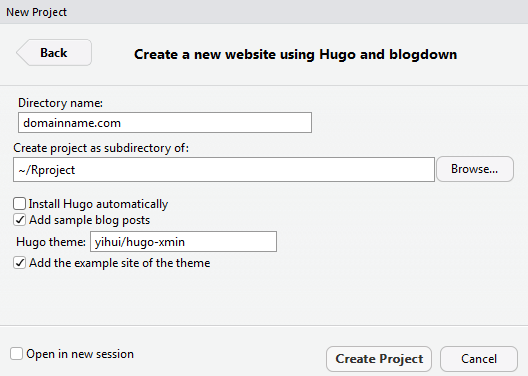 New Project
Back
Create a new website using Hugo and blogdown
Directory name:
domainname.com
Create project as subdirectory of:
~/Rproject
Browse...
Install Hugo automatically
Add sample blog posts
Hugo theme: yihui/hugo-xmin
Add the example site of the theme
Open in new session
Create Project
Cancel